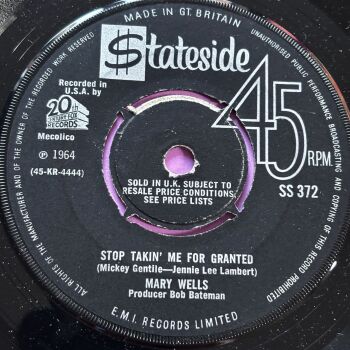 MADE IN GT. BRITAIN
Stateside
45 RPM.
Recorded in
U.S.A. by
20th
CENTURY FOX
RECORDS
Mecolico
℗ 1964
(45-KR-4444)
SOLD IN U.K. SUBJECT TO
RESALE PRICE CONDITIONS,
SEE PRICE LISTS
SS 372
STOP TAKIN' ME FOR GRANTED
(Mickey Gentile—Jennie Lee Lambert)
MARY WELLS
Producer Bob Bateman
E.M.I. RECORDS LIMITED
ALL RIGHTS OF THE MANUFACTURER AND OF THE OWNER OF THE RECORDED WORK RESERVED
UNAUTHORISED PUBLIC PERFORMANCE BROADCASTING AND COPYING OF THIS RECORD PROHIBITED